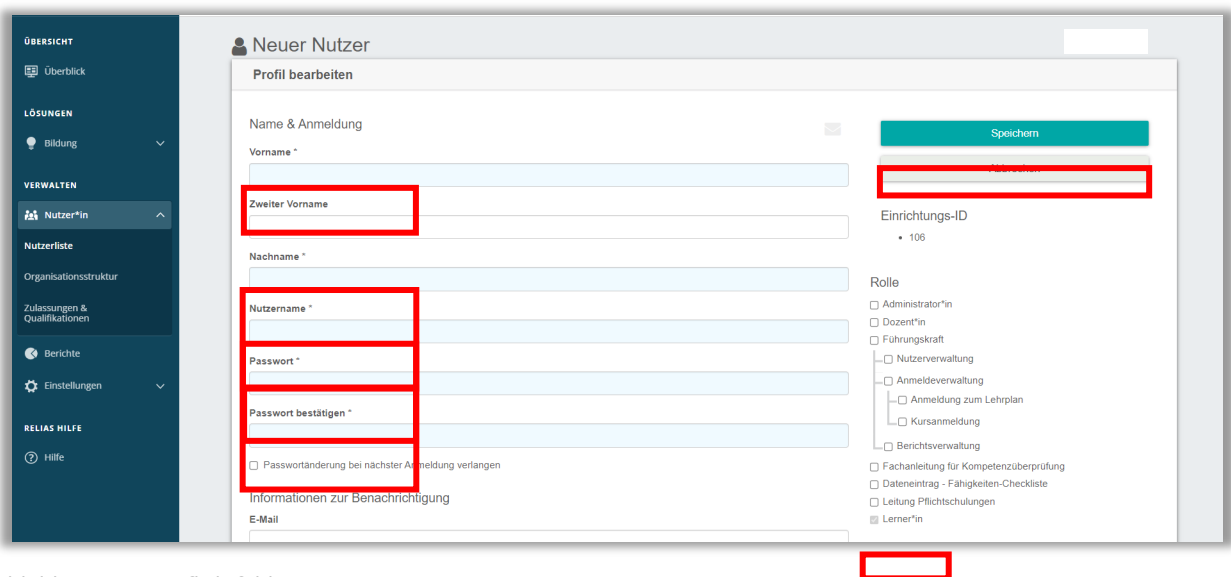 ÜBERSICHT
Überblick
LÖSUNGEN
Bildung
VERWALTEN
Nutzer*in
Nutzerliste
Organisationsstruktur
Zulassungen &
Qualifikationen
Berichte
Einstellungen
RELIAS HILFE
Hilfe
Neuer Nutzer
Profil bearbeiten
Name & Anmeldung
Vorname *
Zweiter Vorname
Nachname *
Nutzername *
Passwort *
Passwort bestätigen *
Passwortänderung bei nächster Anmeldung verlangen
Informationen zur Benachrichtigung
E-Mail
Speichern
Einrichtungs-ID
• 106
Rolle
Administrator*in
Dozent*in
Führungskraft
Nutzerverwaltung
Anmeldeverwaltung
Anmeldung zum Lehrplan
Kursanmeldung
Berichtsverwaltung
Fachanleitung für Kompetenzüberprüfung
Dateneintrag - Fähigkeiten-Checkliste
Leitung Pflichtschulungen
Lerner*in